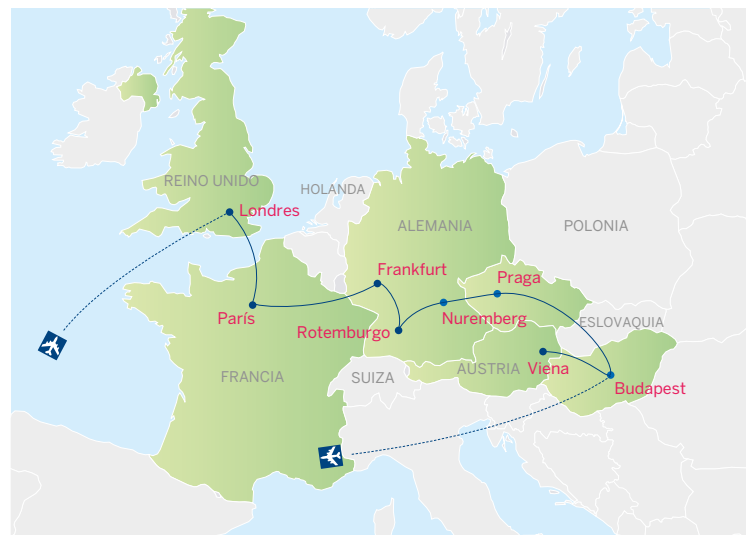 REINO UNIDO
HOLANDA
Londres
ALEMANIA
POLONIA
Frankfurt
Praga
París
Nuremberg
ESLOVAQUIA
Rotemburgo
FRANCIA
SUIZA
AUSTRIA
Viena
Budapest